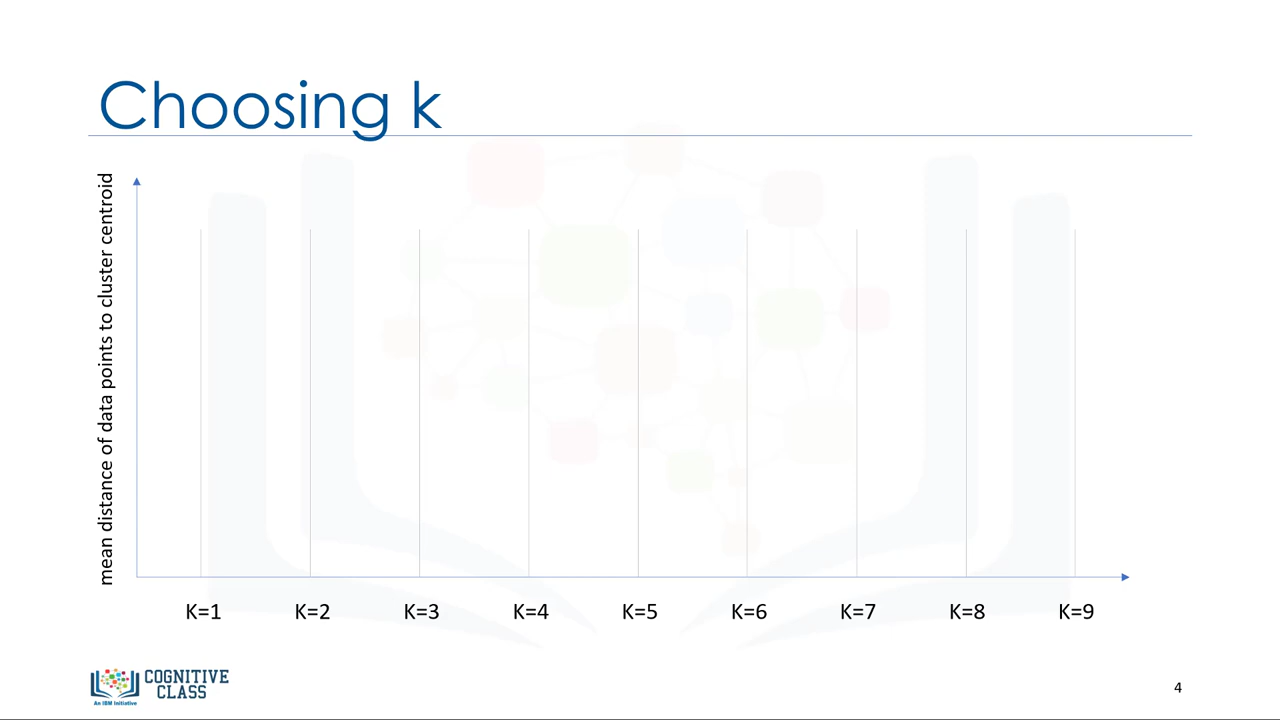 Choosing k
mean distance of data points to cluster centroid
K=1 K=2 K=3 K=4 K=5 K=6 K=7 K=8 K=9
COGNITIVE
CLASS
An IBM Initiative
4